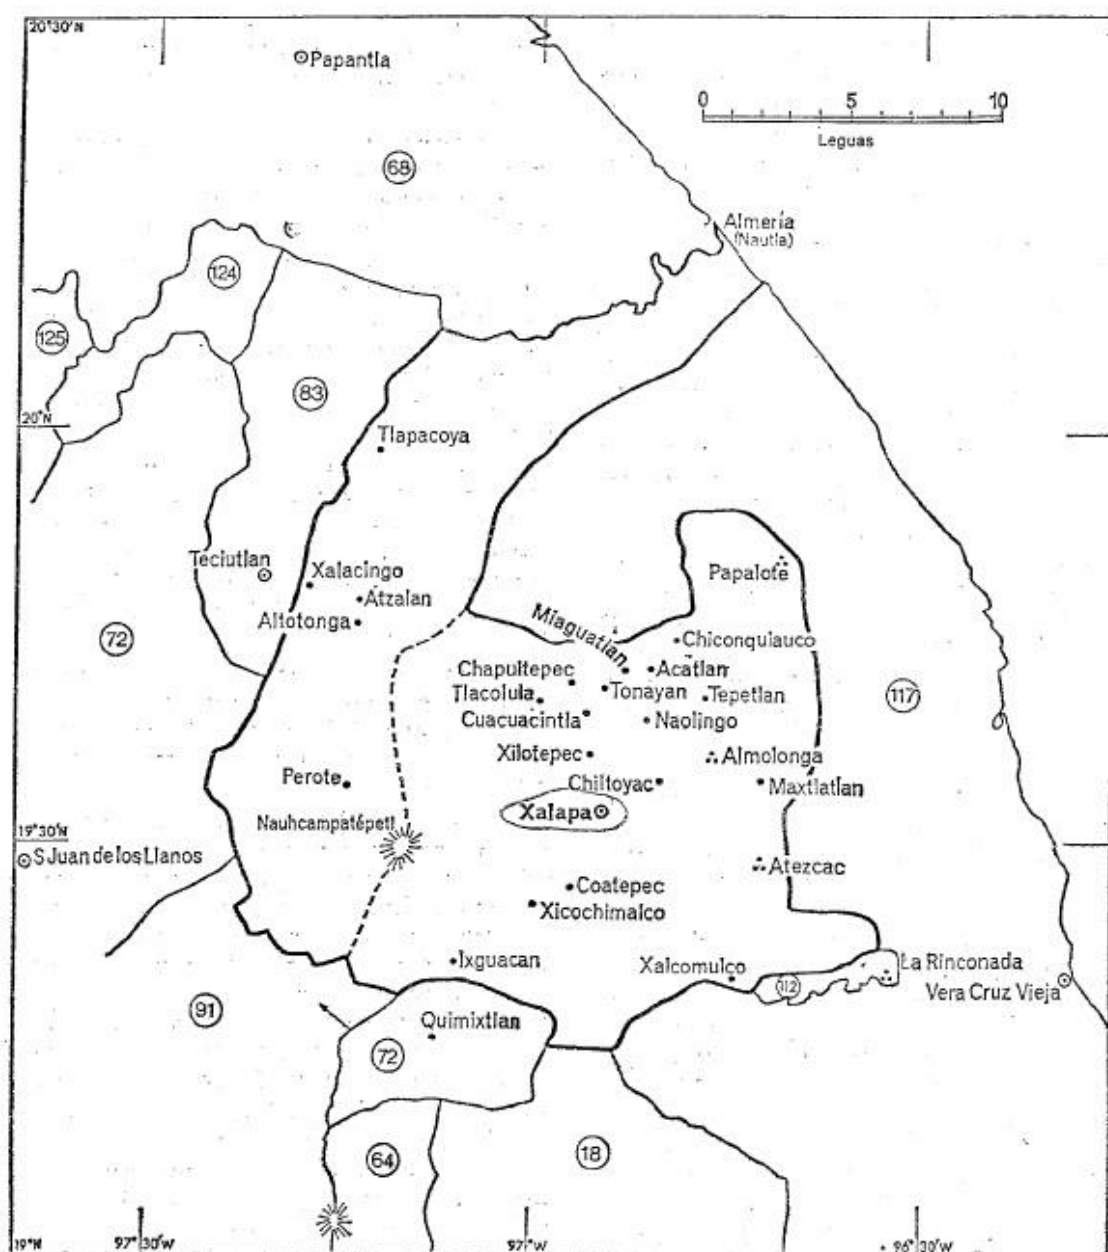 20°30'N
Papantla
0 5 10
Leguas
68
Almería
(Nautla)
124
125
83
20°N
Tlapacoya
Teciutlan
Xalacingo
Atzalan
Altotonga
Papalote
72
Miaguatlan
Chiconquiauco
Chapultepec
Acatlan
Tlacolula
Tonayan
Tepetlan
117
Cuacuacintla
Naolingo
Xilotepec
Almolonga
Perote
Chiltoyac
Maxtlatlan
Xalapa
Nauhcampatépetl
19°30'N
S Juan de los Llanos
Atezcac
Coatepec
Xicochimalco
Ixguacan
Xalcomulco
La Rinconada
112
Vera Cruz Vieja
91
Quimixtlan
72
64
18
19°N
97°30'W
97°W
96°30'W